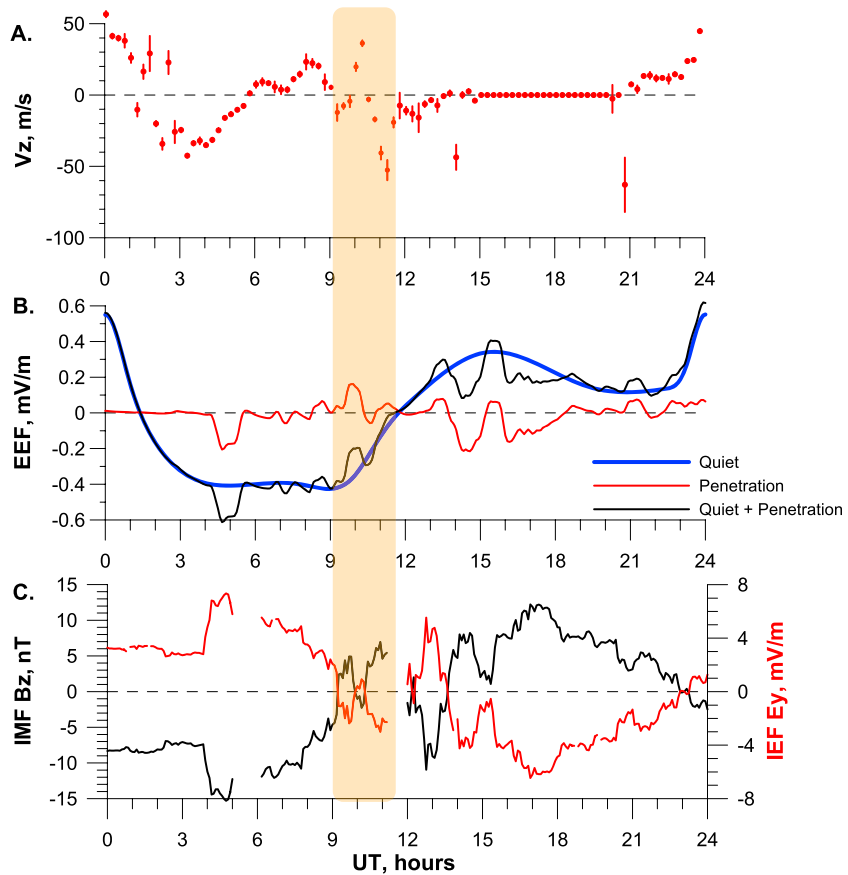 A.
50
0
-50
-100
Vz, m/s
0 3 6 9 12 15 18 21 24
B.
0.6
0.4
0.2
0
-0.2
-0.4
-0.6
EEF, mV/m
Quiet
Penetration
Quiet + Penetration
0 3 6 9 12 15 18 21 24
C.
15
10
5
0
-5
-10
-15
IMF Bz, nT
8
4
0
-4
-8
IEF Ey, mV/m
0 3 6 9 12 15 18 21 24
UT, hours